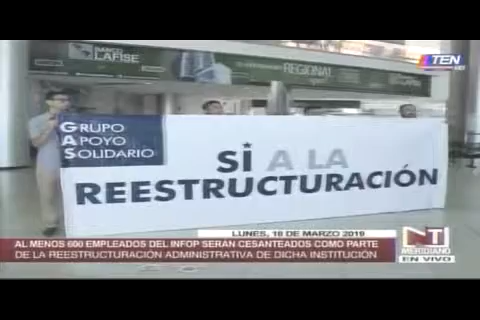 BANCO
LAFISE
REGIONAL
TEN
GRUPO
APOYO
SOLIDARIO
SI A LA
REESTRUCTURACIÓN
LUNES, 18 DE MARZO 2019
AL MENOS 600 EMPLEADOS DEL INFOP SERÁN CESANTEADOS COMO PARTE
DE LA REESTRUCTURACIÓN ADMINISTRATIVA DE DICHA INSTITUCIÓN
NTI
MERIDIANO
EN VIVO